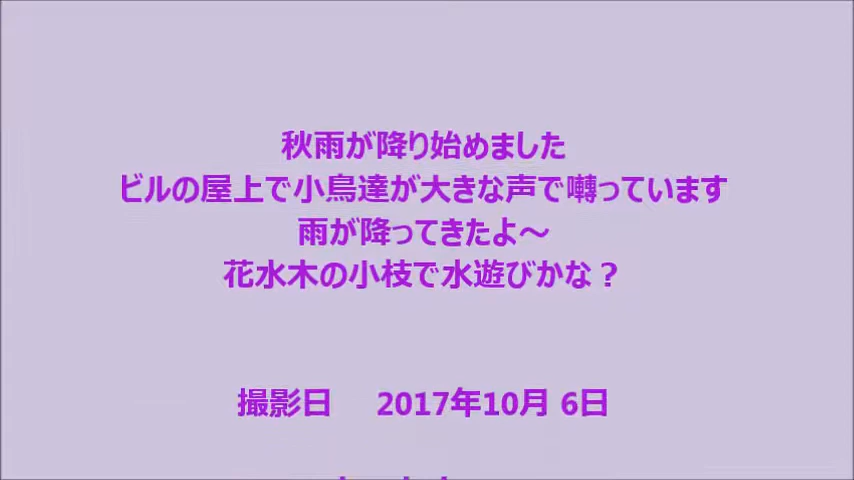 秋雨が降り始めました
ビルの屋上で小鳥達が大きな声で囀っています
雨が降ってきたよ～
花水木の小枝で水遊びかな？
撮影日　2017年10月 6日